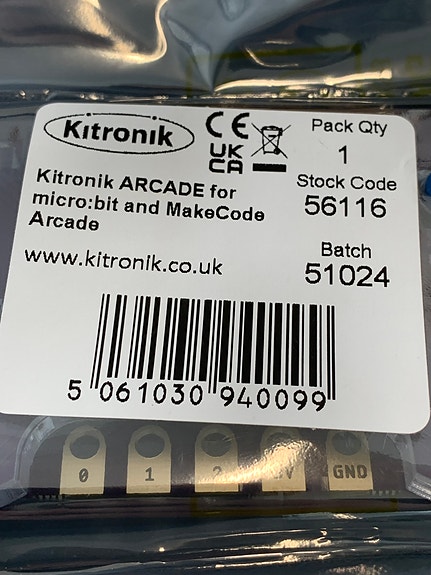 Kitronik
CE
UK
CA
Pack Qty
1
Stock Code
56116
Kitronik ARCADE for
micro:bit and MakeCode
Arcade
Batch
51024
www.kitronik.co.uk
5 061030 940099
0 1 2 GND